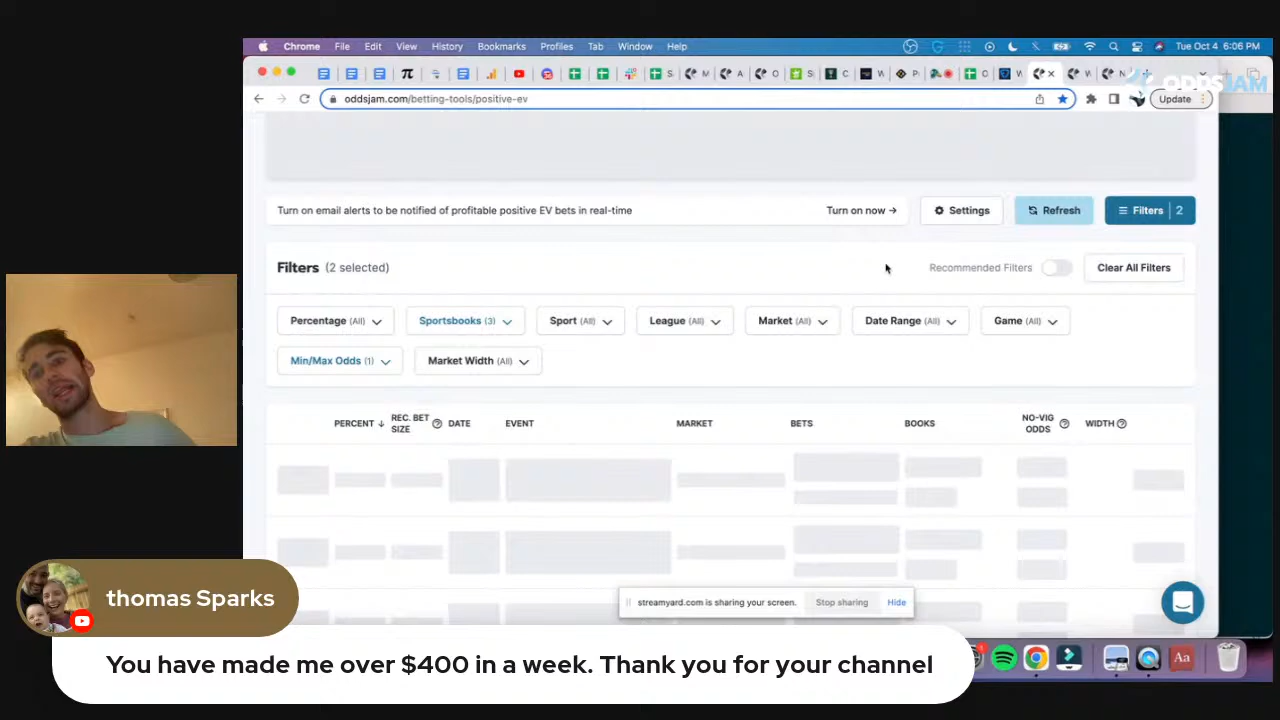 Chrome File Edit View History Bookmarks Profiles Tab Window Help Tue Oct 4 6:06 PM
ODDSJAM
oddsjam.com/betting-tools/positive-ev
Update
Turn on email alerts to be notified of profitable positive EV bets in real-time
Turn on now →
Settings
Refresh
Filters | 2
Filters (2 selected)
Recommended Filters
Clear All Filters
Percentage (All)
Sportsbooks (3)
Sport (All)
League (All)
Market (All)
Date Range (All)
Game (All)
Min/Max Odds (1)
Market Width (All)
PERCENT ↓
REC. BET
SIZE
DATE
EVENT
MARKET
BETS
BOOKS
NO-VIG
ODDS
WIDTH
streamyard.com is sharing your screen. Stop sharing Hide
thomas Sparks
You have made me over $400 in a week. Thank you for your channel
Aa